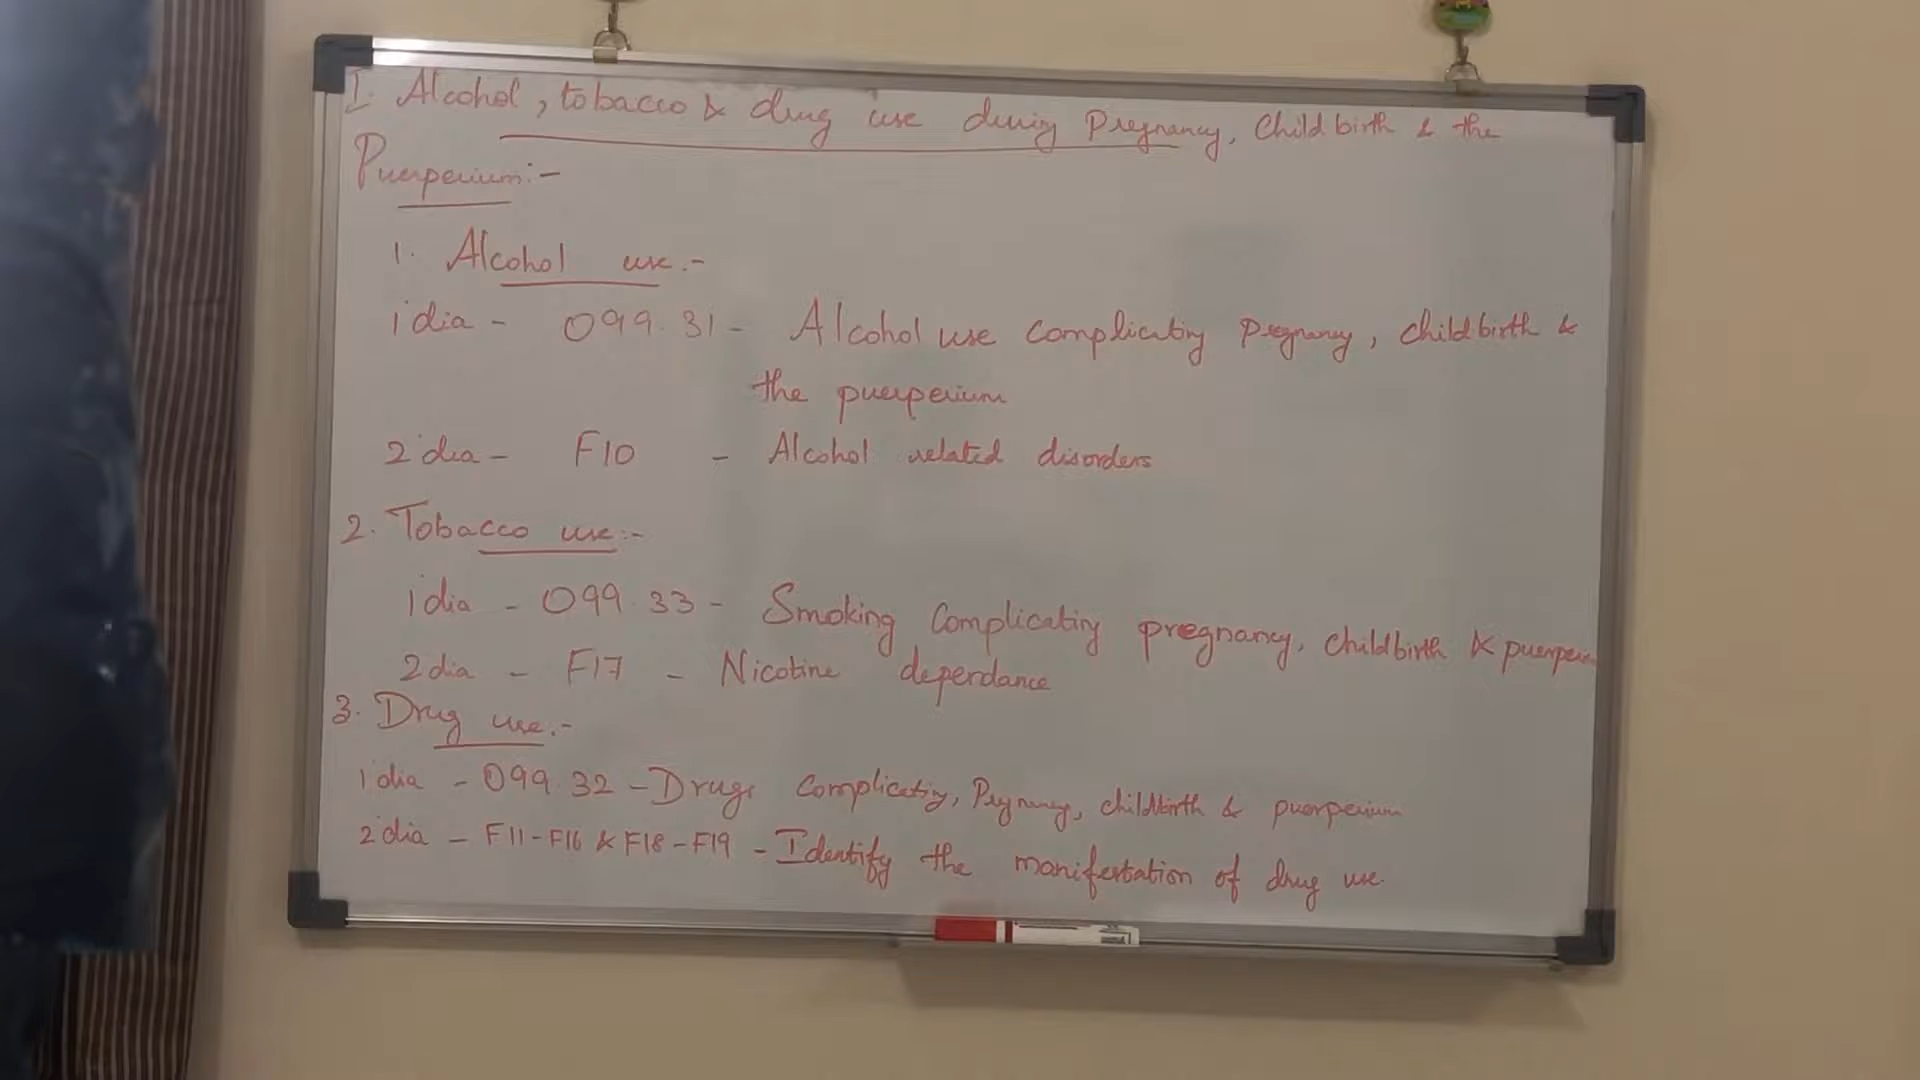 I. Alcohol, tobacco & drug use during Pregnancy, Child birth & the
Puerperium:-
1. Alcohol use:-
1 dia - O99.31 - Alcohol use complicating pregnancy, childbirth &
the puerperium
2 dia - F10 - Alcohol related disorders
2. Tobacco use:-
1 dia - O99.33 - Smoking complicating pregnancy, childbirth & puerperium
2 dia - F17 - Nicotine dependance
3. Drug use:-
1 dia - O99.32 - Drugs complicating, Pregnancy, childbirth & puerperium
2 dia - F11-F16 & F18-F19 - Identify the manifestation of drug use.